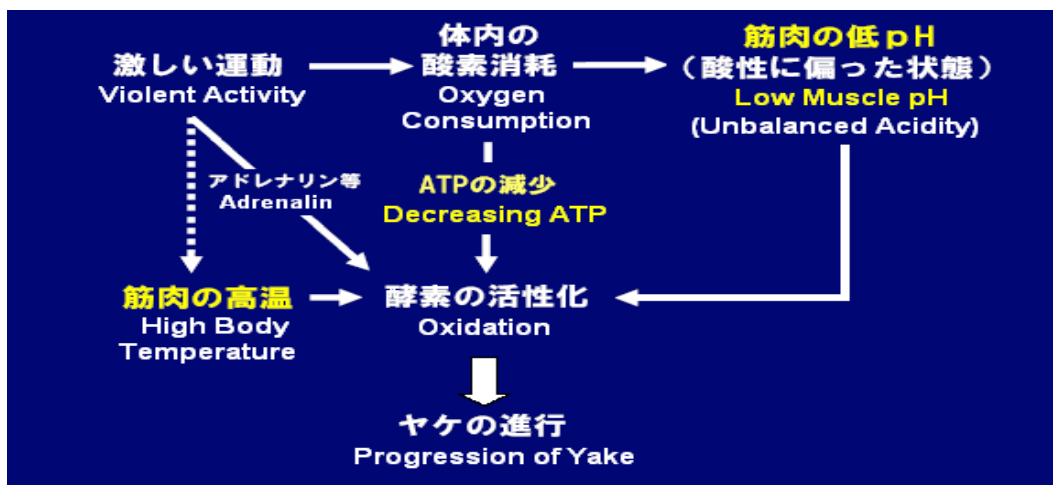 激しい運動
Violent Activity
体内の
酸素消耗
Oxygen
Consumption
筋肉の低pH
（酸性に偏った状態）
Low Muscle pH
(Unbalanced Acidity)
アドレナリン等
Adrenalin
ATPの減少
Decreasing ATP
筋肉の高温
High Body
Temperature
酵素の活性化
Oxidation
ヤケの進行
Progression of Yake